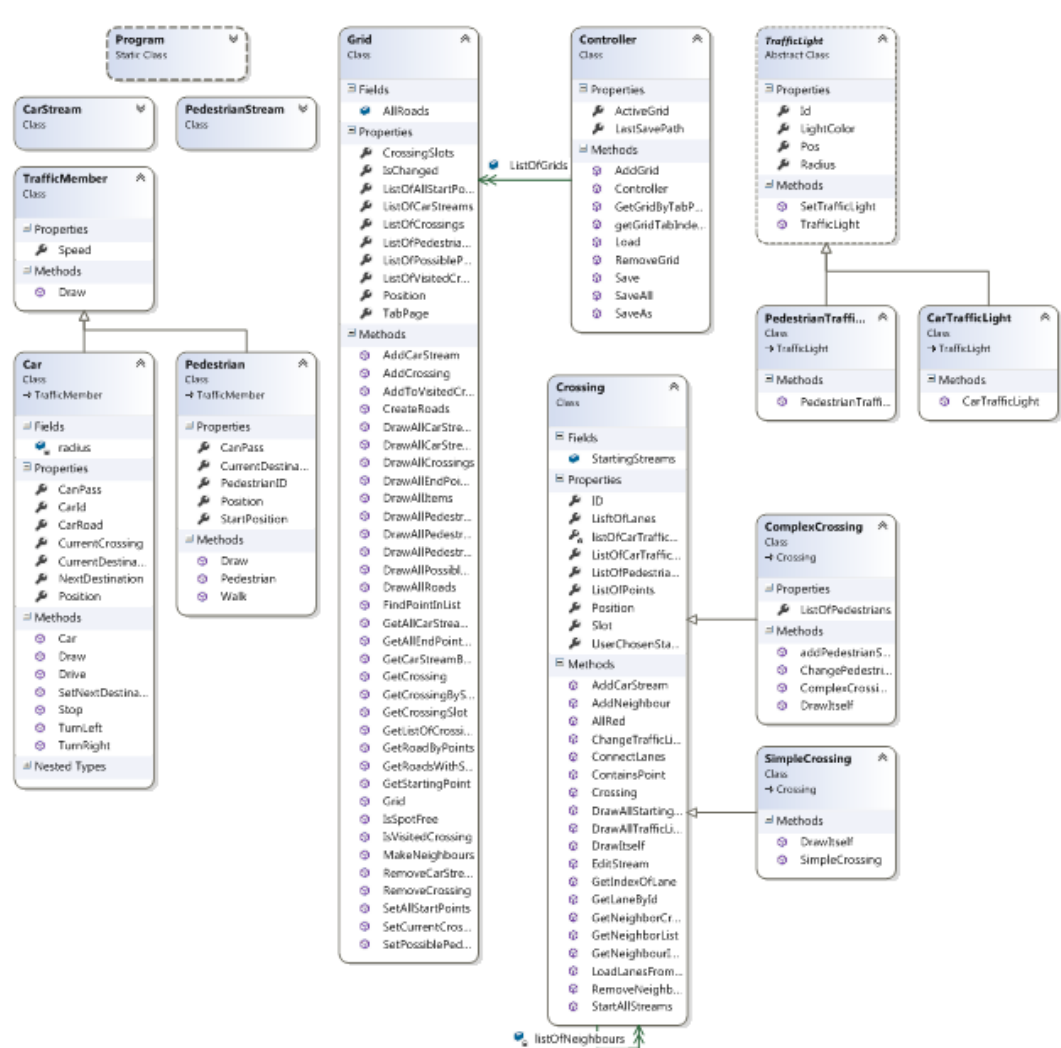 Program
Static Class
CarStream
Class
PedestrianStream
Class
TrafficMember
Class
Properties
Speed
Methods
Draw
Car
Class
TrafficMember
Fields
radius
Properties
CanPass
CarId
CarRoad
CurrentCrossing
CurrentDestina...
NextDestination
Position
Methods
Car
Draw
Drive
SetNextDestina...
Stop
TurnLeft
TurnRight
Nested Types
Pedestrian
Class
TrafficMember
Properties
CanPass
CurrentDestina...
PedestrianID
Position
StartPosition
Methods
Draw
Pedestrian
Walk
Grid
Class
Fields
AllRoads
Properties
CrossingSlots
IsChanged
ListOfAllStartPo...
ListOfCarStreams
ListOfCrossings
ListOfPedestria...
ListOfPossibleP...
ListOfVisitedCr...
Position
TabPage
Methods
AddCarStream
AddCrossing
AddToVisitedCr...
CreateRoads
DrawAllCarStre...
DrawAllCarStre...
DrawAllCrossings
DrawAllEndPoi...
DrawAllItems
DrawAllPedestr...
DrawAllPedestr...
DrawAllPedestr...
DrawAllPossibl...
DrawAllRoads
FindPointInList
GetAllCarStrea...
GetAllEndPoint...
GetCarStreamB...
GetCrossing
GetCrossingByS...
GetCrossingSlot
GetListOfCrossi...
GetRoadByPoints
GetRoadsWithS...
GetStartingPoint
Grid
IsSpotFree
IsVisitedCrossing
MakeNeighbours
RemoveCarStre...
RemoveCrossing
SetAllStartPoints
SetCurrentCros...
SetPossiblePed...
ListOfGrids
Controller
Class
Properties
ActiveGrid
LastSavePath
Methods
AddGrid
Controller
GetGridByTabP...
getGridTabInde...
Load
RemoveGrid
Save
SaveAll
SaveAs
TrafficLight
Abstract Class
Properties
Id
LightColor
Pos
Radius
Methods
SetTrafficLight
TrafficLight
PedestrianTraffi...
Class
TrafficLight
Methods
PedestrianTraffi...
CarTrafficLight
Class
TrafficLight
Methods
CarTrafficLight
Crossing
Class
Fields
StartingStreams
Properties
ID
LisftOfLanes
listOfCarTraffic...
ListOfCarTraffic...
ListOfPedestria...
ListOfPoints
Position
Slot
UserChosenSta...
Methods
AddCarStream
AddNeighbour
AllRed
ChangeTrafficLi...
ConnectLanes
ContainsPoint
Crossing
DrawAllStarting...
DrawAllTrafficLi...
DrawItself
EditStream
GetIndexOfLane
GetLaneById
GetNeighborCr...
GetNeighborList
GetNeighbourI...
LoadLanesFrom...
RemoveNeighb...
StartAllStreams
listOfNeighbours
ComplexCrossing
Class
Crossing
Properties
ListOfPedestrians
Methods
addPedestrianS...
ChangePedestri...
ComplexCrossi...
DrawItself
SimpleCrossing
Class
Crossing
Methods
DrawItself
SimpleCrossing